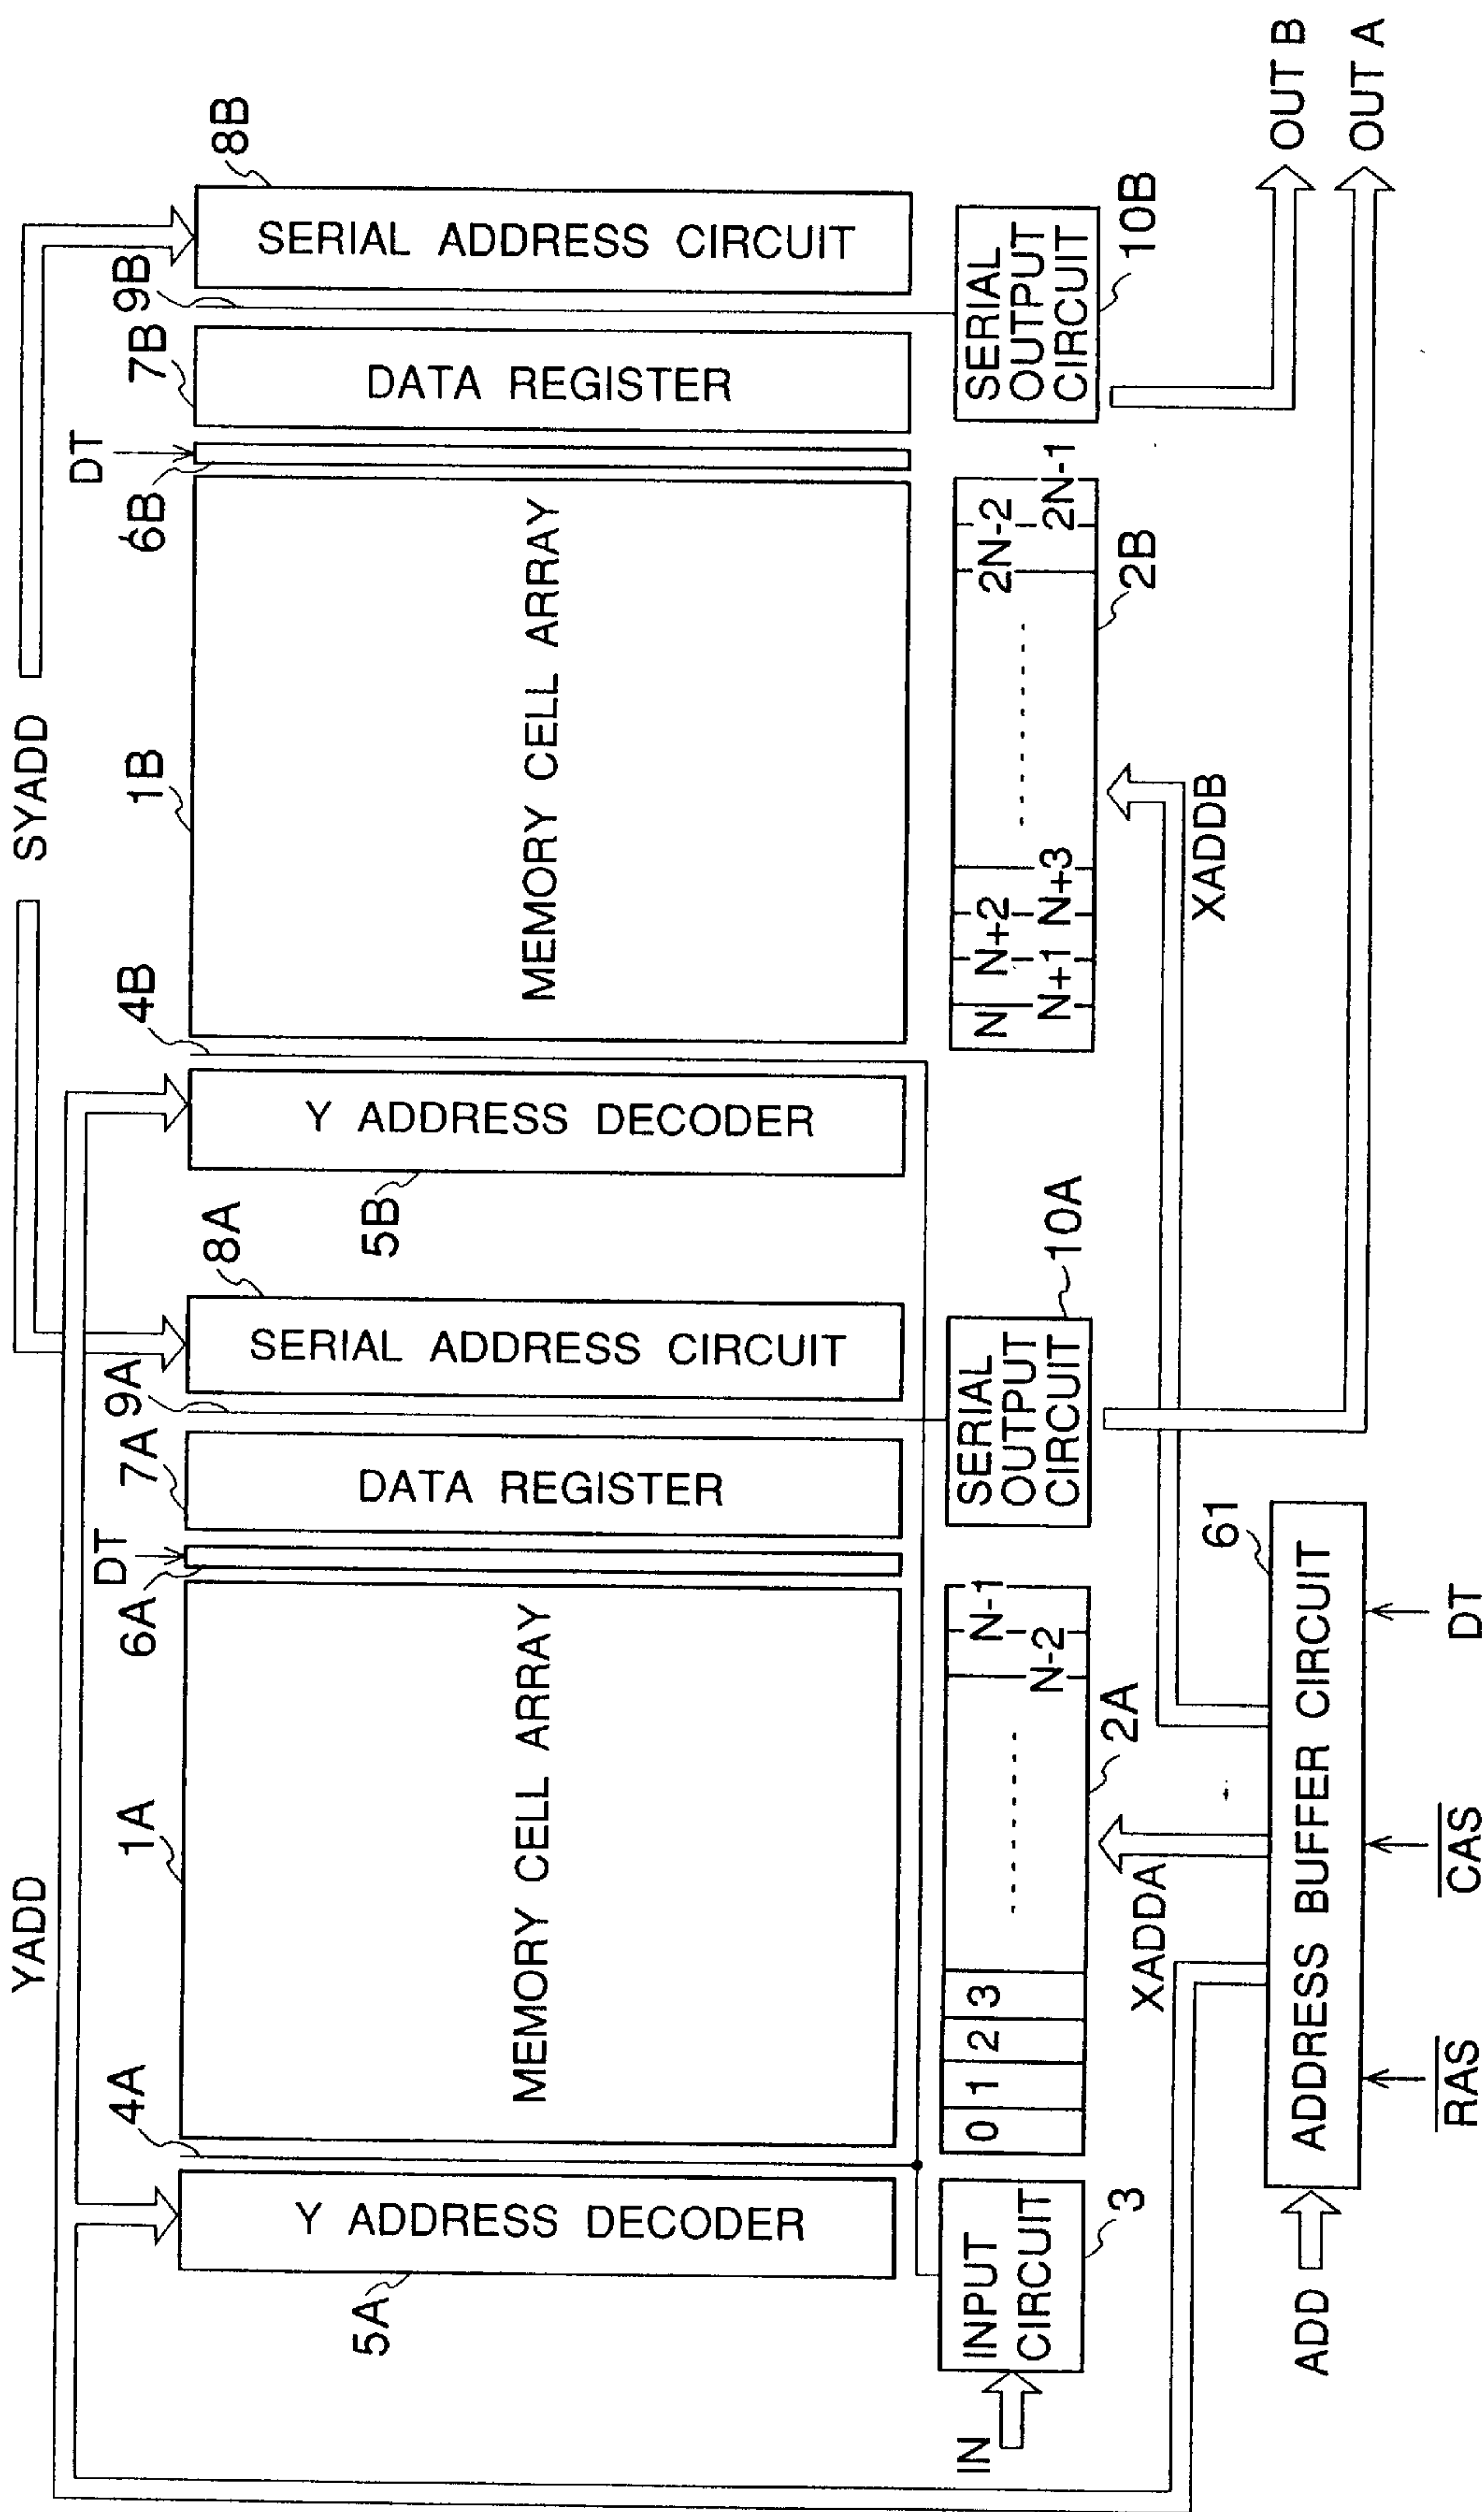 SYADD
YADD
4A
1A
DT
6A
7A
9A
8A
4B
1B
DT
6B
7B
9B
8B
Y ADDRESS DECODER
5A
MEMORY CELL ARRAY
DATA REGISTER
SERIAL ADDRESS CIRCUIT
Y ADDRESS DECODER
5B
MEMORY CELL ARRAY
DATA REGISTER
SERIAL ADDRESS CIRCUIT
IN
INPUT
CIRCUIT
3
0 1 2 3
N-2
N-1
2A
SERIAL
OUTPUT
CIRCUIT
10A
N
N+1
N+2
N+3
2N-2
2N-1
2B
SERIAL
OUTPUT
CIRCUIT
10B
XADDA
XADDB
ADD
ADDRESS BUFFER CIRCUIT
61
OUT B
OUT A
RAS
CAS
DT